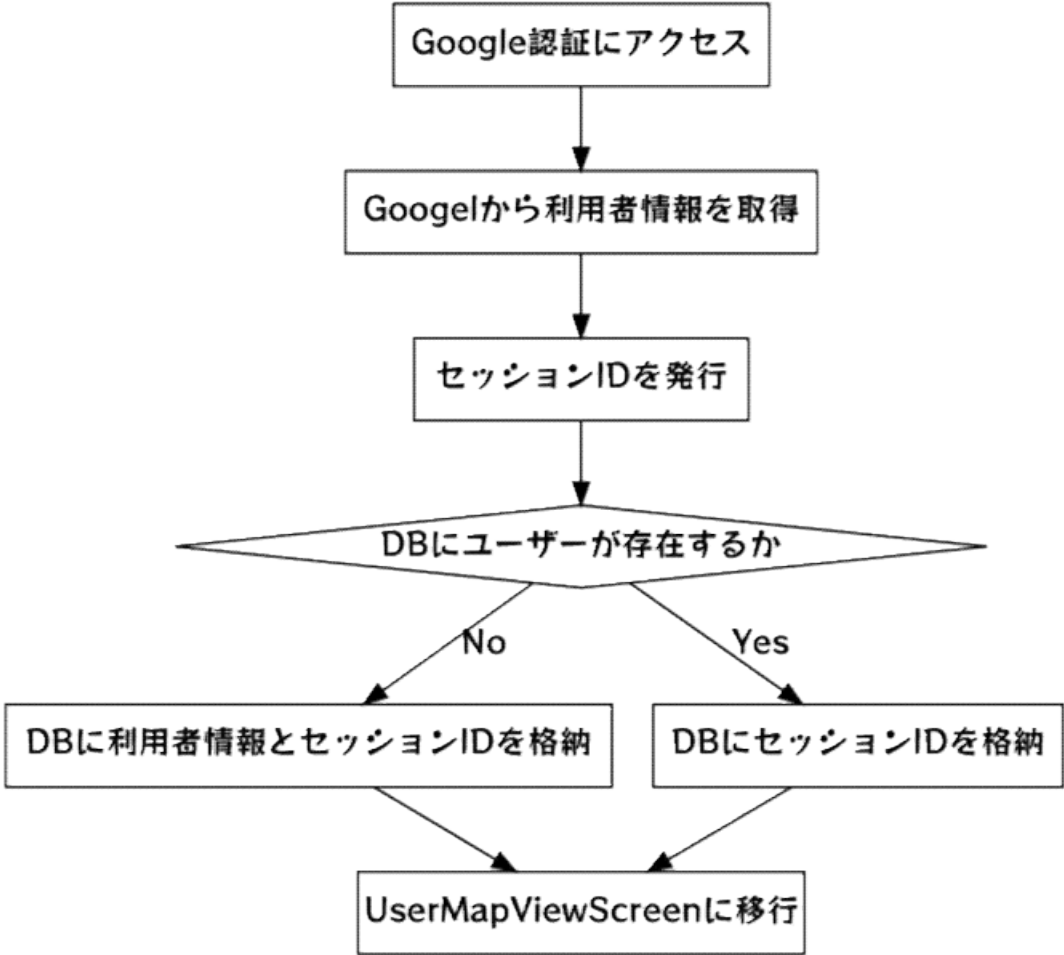 Google認証にアクセス
Googelから利用者情報を取得
セッションIDを発行
DBにユーザーが存在するか
No
Yes
DBに利用者情報とセッションIDを格納
DBにセッションIDを格納
UserMapViewScreenに移行